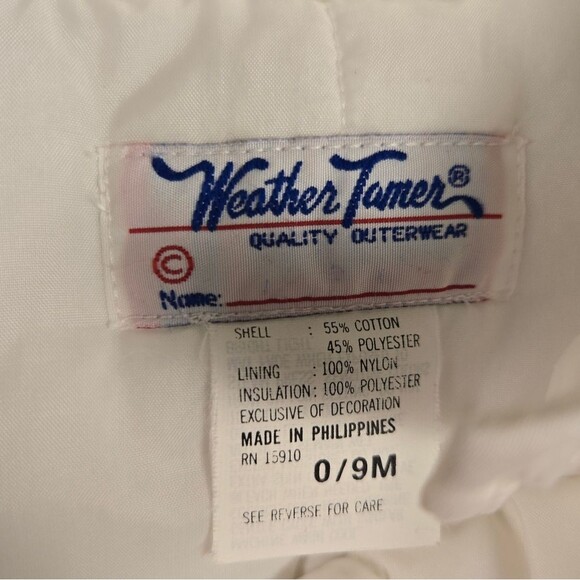 Weather Tamer®
QUALITY OUTERWEAR
©
Name:
SHELL : 55% COTTON
45% POLYESTER
LINING : 100% NYLON
INSULATION: 100% POLYESTER
EXCLUSIVE OF DECORATION
MADE IN PHILIPPINES
RN 15910
0/9M
SEE REVERSE FOR CARE